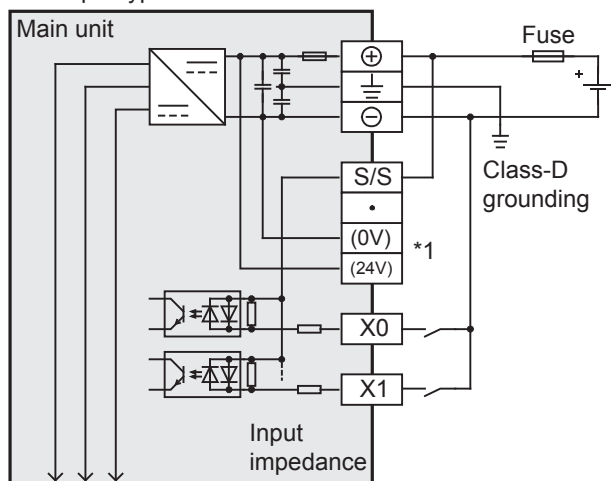 Main unit
Fuse
+
Class-D
grounding
S/S
•
(0V)
*1
(24V)
X0
X1
Input
impedance